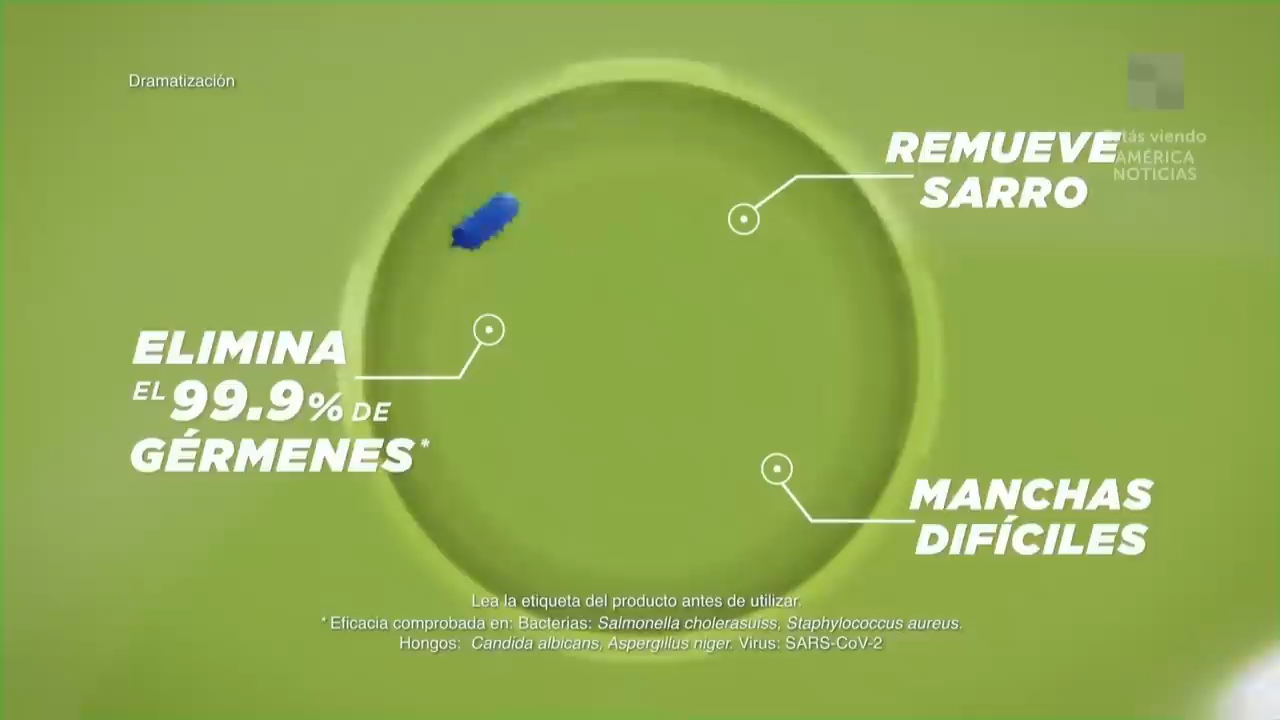 Dramatización
REMUEVE
SARRO
viendo
AMÉRICA
NOTICIAS
ELIMINA
EL 99.9% DE
GÉRMENES*
MANCHAS
DIFÍCILES
Lea la etiqueta del producto antes de utilizar.
* Eficacia comprobada en: Bacterias: Salmonella cholerasuiss, Staphylococcus aureus.
Hongos: Candida albicans, Aspergillus niger. Virus: SARS-CoV-2